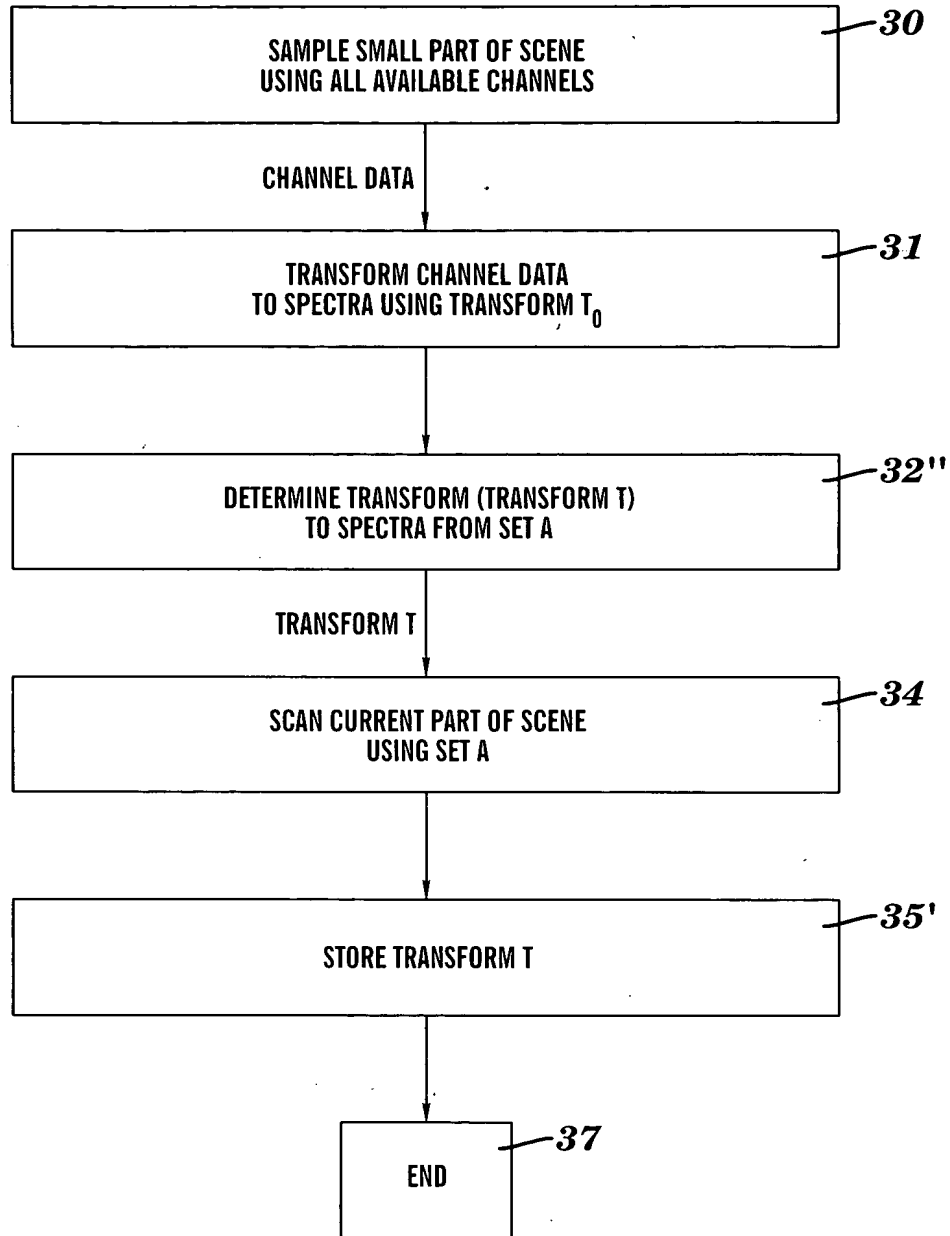 30
SAMPLE SMALL PART OF SCENE
USING ALL AVAILABLE CHANNELS
CHANNEL DATA
31
TRANSFORM CHANNEL DATA
TO SPECTRA USING TRANSFORM T₀
32"
DETERMINE TRANSFORM (TRANSFORM T)
TO SPECTRA FROM SET A
TRANSFORM T
34
SCAN CURRENT PART OF SCENE
USING SET A
35'
STORE TRANSFORM T
37
END